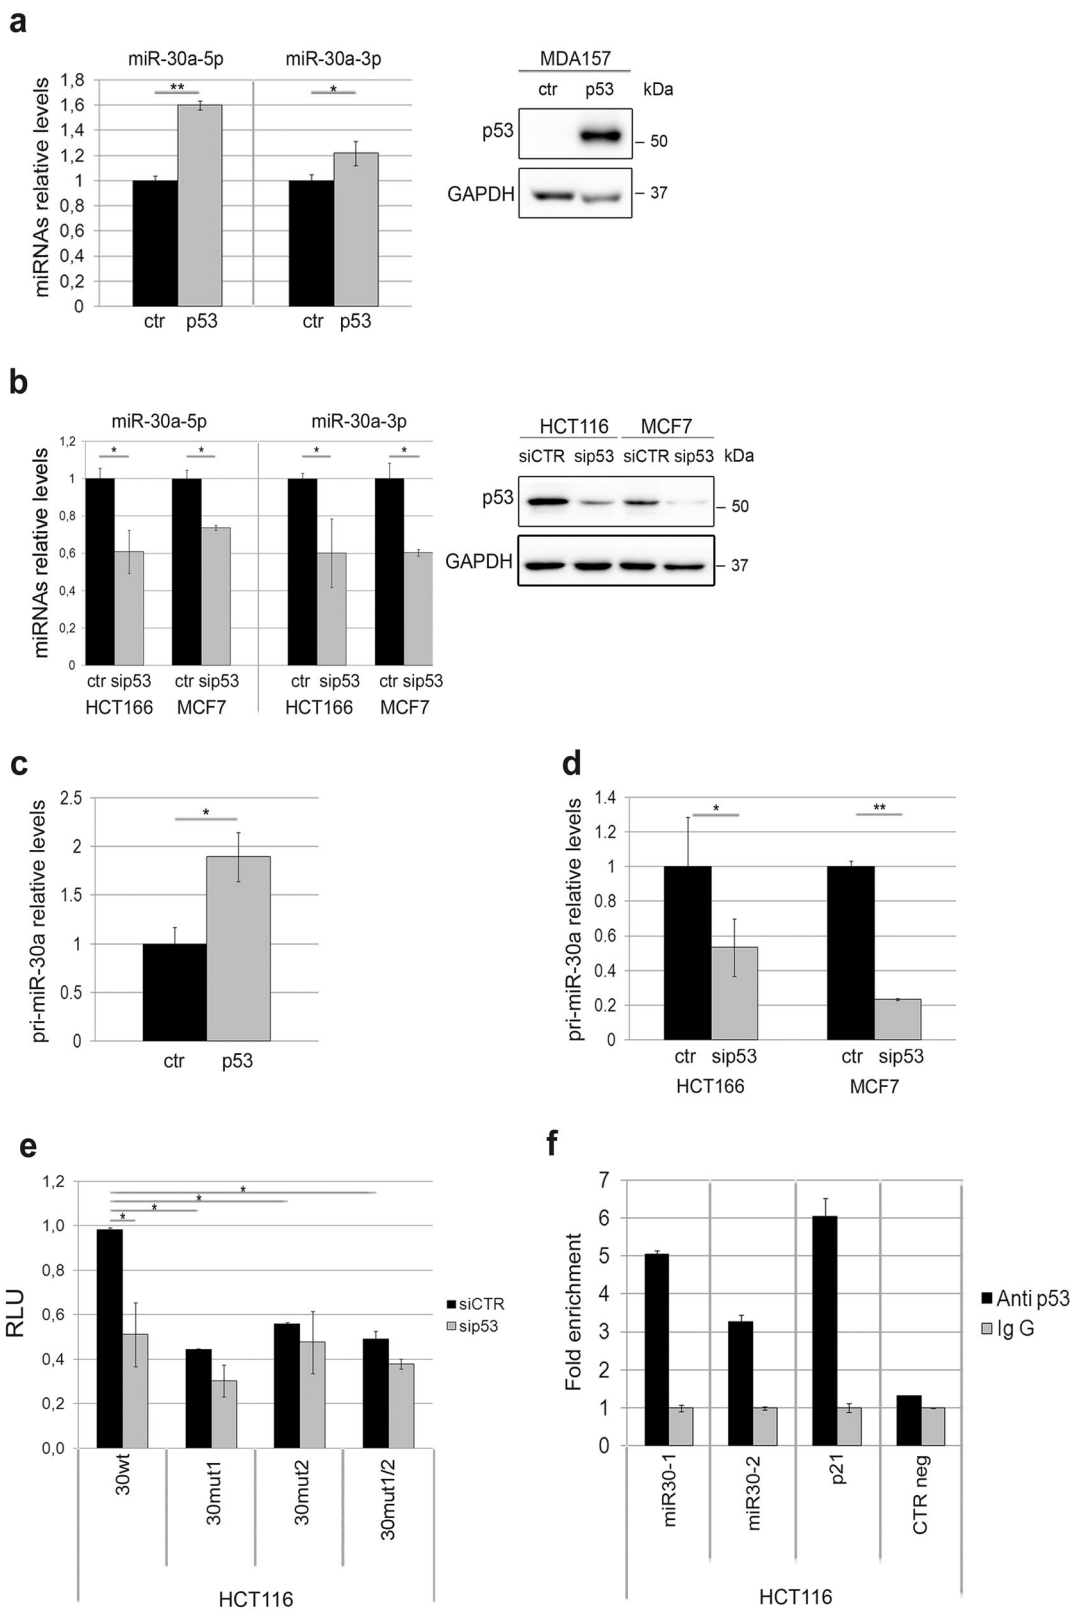 a
miR-30a-5p miR-30a-3p
miRNAs relative levels
1,8
1,6
1,4
1,2
1
0,8
0,6
0,4
0,2
0
** *
ctr p53 ctr p53
MDA157
ctr p53 kDa
p53 – 50
GAPDH – 37
b
miR-30a-5p miR-30a-3p
miRNAs relative levels
1,2
1
0,8
0,6
0,4
0,2
0
* * * *
ctr sip53 ctr sip53 ctr sip53 ctr sip53
HCT166 MCF7 HCT166 MCF7
HCT116 MCF7
siCTR sip53 siCTR sip53 kDa
p53 – 50
GAPDH – 37
c
pri-miR-30a relative levels
2.5
2
1.5
1
0.5
0
*
ctr p53
d
pri-miR-30a relative levels
1.4
1.2
1
0.8
0.6
0.4
0.2
0
* **
ctr sip53 ctr sip53
HCT166 MCF7
e
RLU
1,2
1,0
0,8
0,6
0,4
0,2
0,0
*
*
*
*
siCTR
sip53
30wt 30mut1 30mut2 30mut1/2
HCT116
f
Fold enrichment
7
6
5
4
3
2
1
0
Anti p53
Ig G
miR30-1 miR30-2 p21 CTR neg
HCT116